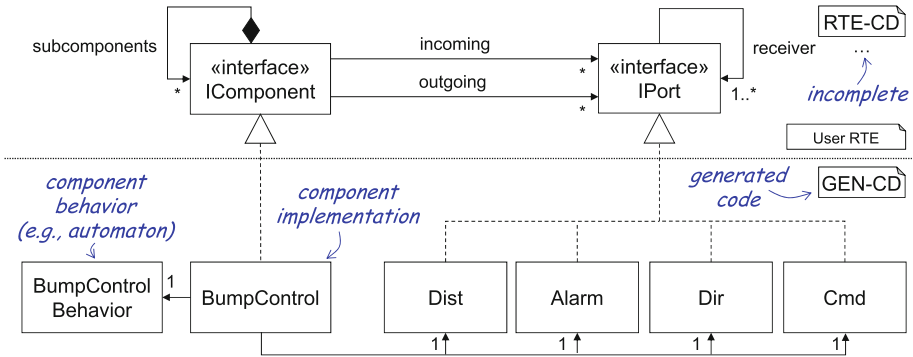 subcomponents
*
«interface»
IComponent
incoming
*
outgoing
*
«interface»
IPort
receiver
1..*
RTE-CD
...
incomplete
User RTE
component
behavior
(e.g., automaton)
component
implementation
generated
code
GEN-CD
BumpControl
Behavior
1
BumpControl
Dist
Alarm
Dir
Cmd
1
1
1
1